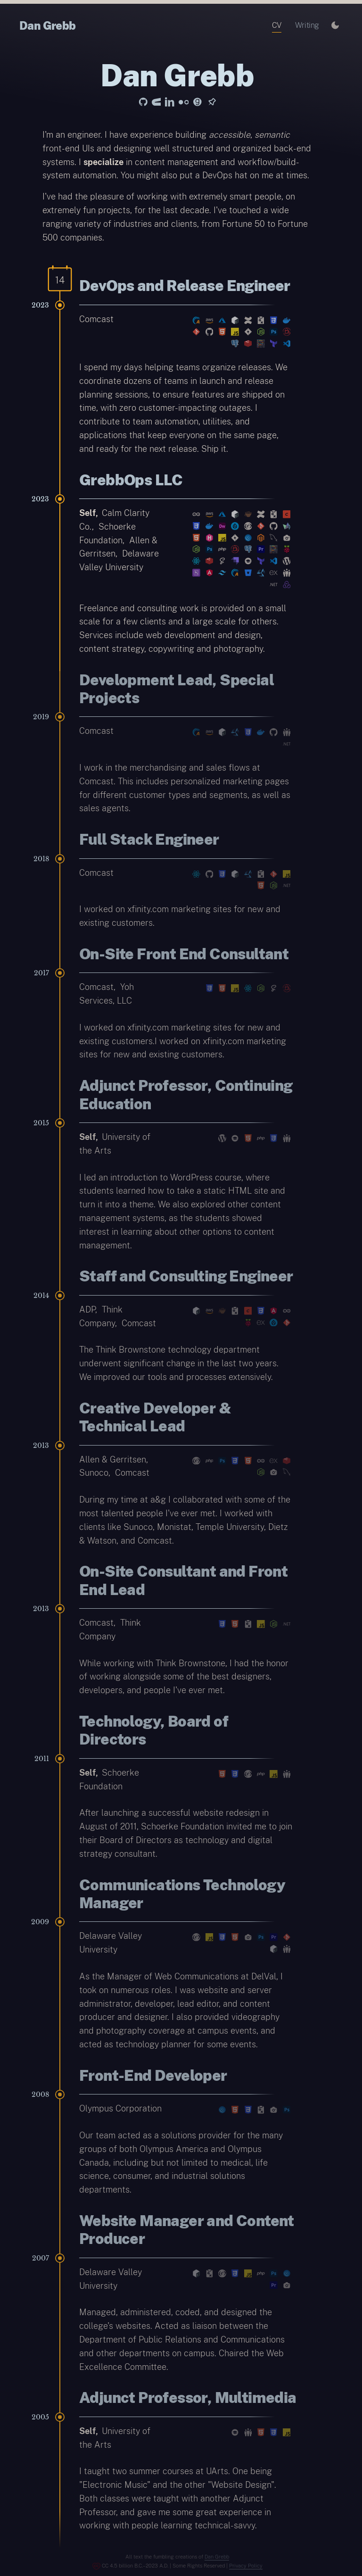 Dan Grebb
CV
Writing
Dan Grebb
I'm an engineer. I have experience building accessible, semantic
front-end UIs and designing well structured and organized back-end
systems. I specialize in content management and workflow/build-
system automation. You might also put a DevOps hat on me at times.
I've had the pleasure of working with extremely smart people, on
extremely fun projects, for the last decade. I've touched a wide
ranging variety of industries and clients, from Fortune 50 to Fortune
500 companies.
14
DevOps and Release Engineer
2023
Comcast
I spend my days helping teams organize releases. We
coordinate dozens of teams in launch and release
planning sessions, to ensure features are shipped on
time, with zero customer-impacting outages. I
contribute to team automation, utilities, and
applications that keep everyone on the same page,
and ready for the next release. Ship it.
GrebbOps LLC
2023
Self, Calm Clarity
Co., Schoerke
Foundation, Allen &
Gerritsen, Delaware
Valley University
Freelance and consulting work is provided on a small
scale for a few clients and a large scale for others.
Services include web development and design,
content strategy, copywriting and photography.
Development Lead, Special
Projects
2019
Comcast
I work in the merchandising and sales flows at
Comcast. This includes personalized marketing pages
for different customer types and segments, as well as
sales agents.
Full Stack Engineer
2018
Comcast
I worked on xfinity.com marketing sites for new and
existing customers.
On-Site Front End Consultant
2017
Comcast, Yoh
Services, LLC
I worked on xfinity.com marketing sites for new and
existing customers.I worked on xfinity.com marketing
sites for new and existing customers.
Adjunct Professor, Continuing
Education
2015
Self, University of
the Arts
I led an introduction to WordPress course, where
students learned how to take a static HTML site and
turn it into a theme. We also explored other content
management systems, as the students showed
interest in learning about other options to content
management.
Staff and Consulting Engineer
2014
ADP, Think
Company, Comcast
The Think Brownstone technology department
underwent significant change in the last two years.
We improved our tools and processes extensively.
Creative Developer &
Technical Lead
2013
Allen & Gerritsen,
Sunoco, Comcast
During my time at a&g I collaborated with some of the
most talented people I've ever met. I worked with
clients like Sunoco, Monistat, Temple University, Dietz
& Watson, and Comcast.
On-Site Consultant and Front
End Lead
2013
Comcast, Think
Company
While working with Think Brownstone, I had the honor
of working alongside some of the best designers,
developers, and people I've ever met.
Technology, Board of
Directors
2011
Self, Schoerke
Foundation
After launching a successful website redesign in
August of 2011, Schoerke Foundation invited me to join
their Board of Directors as technology and digital
strategy consultant.
Communications Technology
Manager
2009
Delaware Valley
University
As the Manager of Web Communications at DelVal, I
took on numerous roles. I was website and server
administrator, developer, lead editor, and content
producer and designer. I also provided videography
and photography coverage at campus events, and
acted as technology planner for some events.
Front-End Developer
2008
Olympus Corporation
Our team acted as a solutions provider for the many
groups of both Olympus America and Olympus
Canada, including but not limited to medical, life
science, consumer, and industrial solutions
departments.
Website Manager and Content
Producer
2007
Delaware Valley
University
Managed, administered, coded, and designed the
college's websites. Acted as liaison between the
Department of Public Relations and Communications
and other departments on campus. Chaired the Web
Excellence Committee.
Adjunct Professor, Multimedia
2005
Self, University of
the Arts
I taught two summer courses at UArts. One being
"Electronic Music" and the other "Website Design".
Both classes were taught with another Adjunct
Professor, and gave me some great experience in
working with people learning technical-savvy.